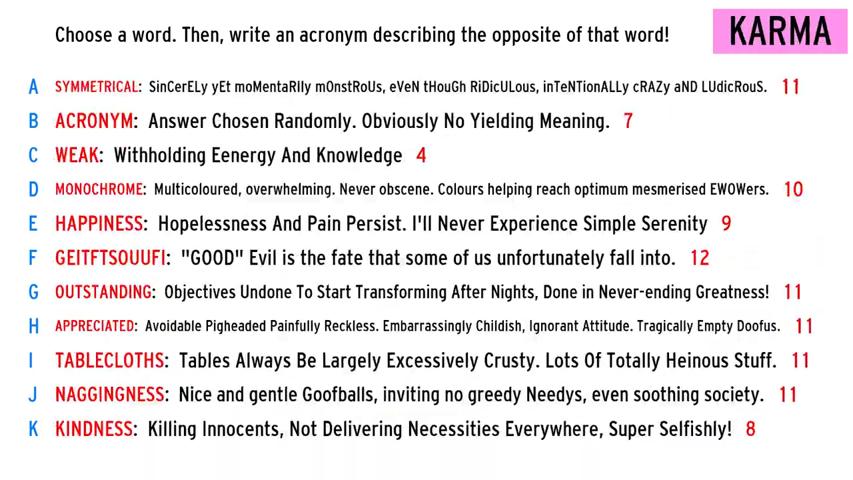 Choose a word. Then, write an acronym describing the opposite of that word!
KARMA
A SYMMETRICAL: SinCerELy yEt moMentaRIly mOnstRoUs, eVeN tHouGh RiDicULous, inTeNTionALLy cRAZy aND LUdicRouS. 11
B ACRONYM: Answer Chosen Randomly. Obviously No Yielding Meaning. 7
C WEAK: Withholding Eenergy And Knowledge 4
D MONOCHROME: Multicoloured, overwhelming. Never obscene. Colours helping reach optimum mesmerised EWOWers. 10
E HAPPINESS: Hopelessness And Pain Persist. I'll Never Experience Simple Serenity 9
F GEITFTSOUUFI: "GOOD" Evil is the fate that some of us unfortunately fall into. 12
G OUTSTANDING: Objectives Undone To Start Transforming After Nights, Done in Never-ending Greatness! 11
H APPRECIATED: Avoidable Pigheaded Painfully Reckless. Embarrassingly Childish, Ignorant Attitude. Tragically Empty Doofus. 11
I TABLECLOTHS: Tables Always Be Largely Excessively Crusty. Lots Of Totally Heinous Stuff. 11
J NAGGINGNESS: Nice and gentle Goofballs, inviting no greedy Needys, even soothing society. 11
K KINDNESS: Killing Innocents, Not Delivering Necessities Everywhere, Super Selfishly! 8